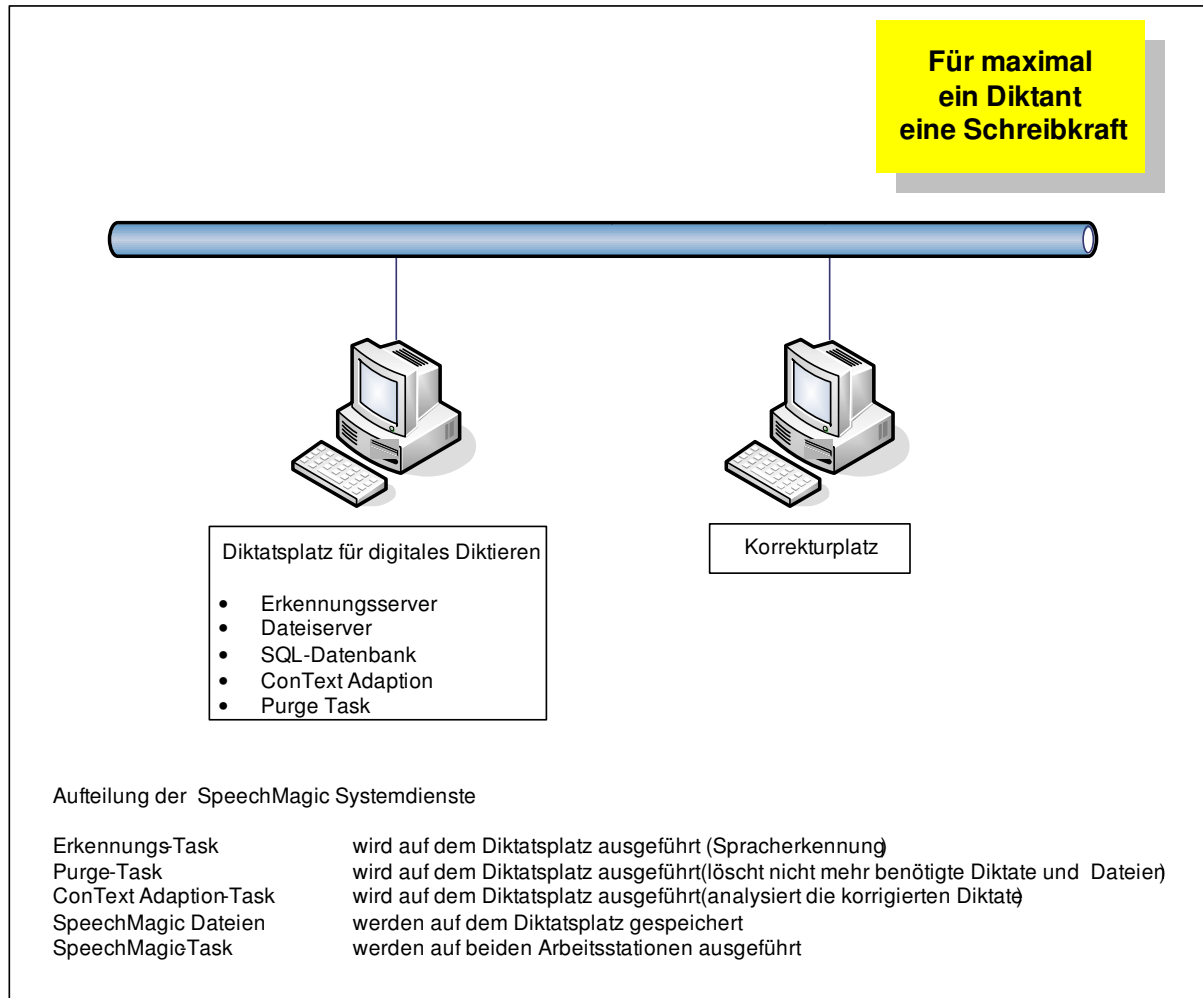 Für maximal
ein Diktant
eine Schreibkraft
Diktatsplatz für digitales Diktieren
• Erkennungsserver
• Dateiserver
• SQL-Datenbank
• ConText Adaption
• Purge Task
Korrekturplatz
Aufteilung der SpeechMagic Systemdienste
Erkennungs-Task wird auf dem Diktatsplatz ausgeführt (Spracherkennung)
Purge-Task wird auf dem Diktatsplatz ausgeführt(löscht nicht mehr benötigte Diktate und Dateien)
ConText Adaption-Task wird auf dem Diktatsplatz ausgeführt(analysiert die korrigierten Diktate)
SpeechMagic Dateien werden auf dem Diktatsplatz gespeichert
SpeechMagic-Task werden auf beiden Arbeitsstationen ausgeführt